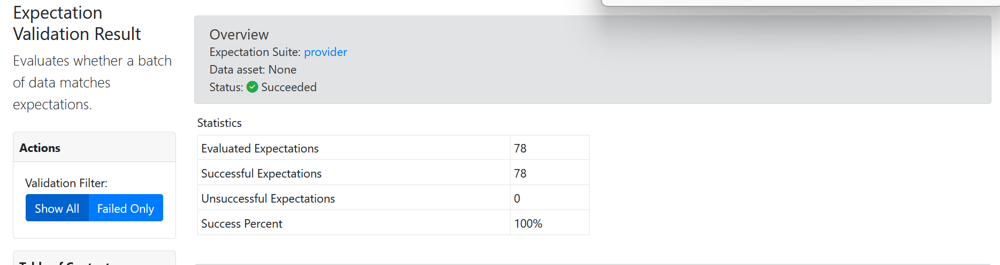 Expectation
Validation Result
Evaluates whether a batch
of data matches
expectations.
Actions
Validation Filter:
Show All
Failed Only
Overview
Expectation Suite: provider
Data asset: None
Status: Succeeded
Statistics
Evaluated Expectations 78
Successful Expectations 78
Unsuccessful Expectations 0
Success Percent 100%